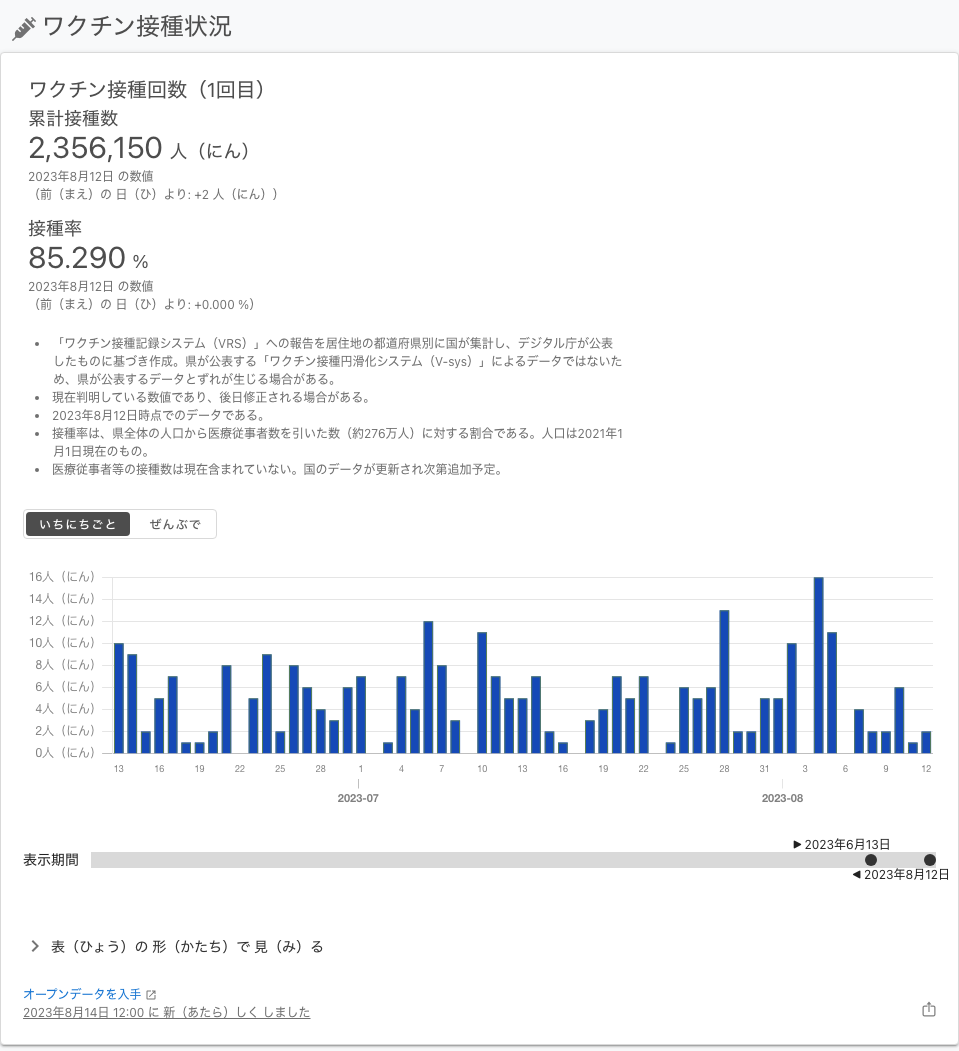 ワクチン接種状況
ワクチン接種回数（1回目）
累計接種数
2,356,150 人（にん）
2023年8月12日 の数値
（前（まえ）の 日（ひ）より: +2 人（にん））
接種率
85.290 %
2023年8月12日 の数値
（前（まえ）の 日（ひ）より: +0.000 %）
• 「ワクチン接種記録システム（VRS）」への報告を居住地の都道府県別に国が集計し、デジタル庁が公表
したものに基づき作成。県が公表する「ワクチン接種円滑化システム（V-sys）」によるデータではないた
め、県が公表するデータとずれが生じる場合がある。
• 現在判明している数値であり、後日修正される場合がある。
• 2023年8月12日時点でのデータである。
• 接種率は、県全体の人口から医療従事者数を引いた数（約276万人）に対する割合である。人口は2021年1
月1日現在のもの。
• 医療従事者等の接種数は現在含まれていない。国のデータが更新され次第追加予定。
いちにちごと ぜんぶで
16人（にん）
14人（にん）
12人（にん）
10人（にん）
8人（にん）
6人（にん）
4人（にん）
2人（にん）
0人（にん）
13 16 19 22 25 28 1 4 7 10 13 16 19 22 25 28 31 3 6 9 12
2023-07 2023-08
▶ 2023年6月13日
表示期間
◀ 2023年8月12日
表（ひょう）の 形（かたち）で 見（み）る
オープンデータを入手
2023年8月14日 12:00 に 新（あたら）しく しました